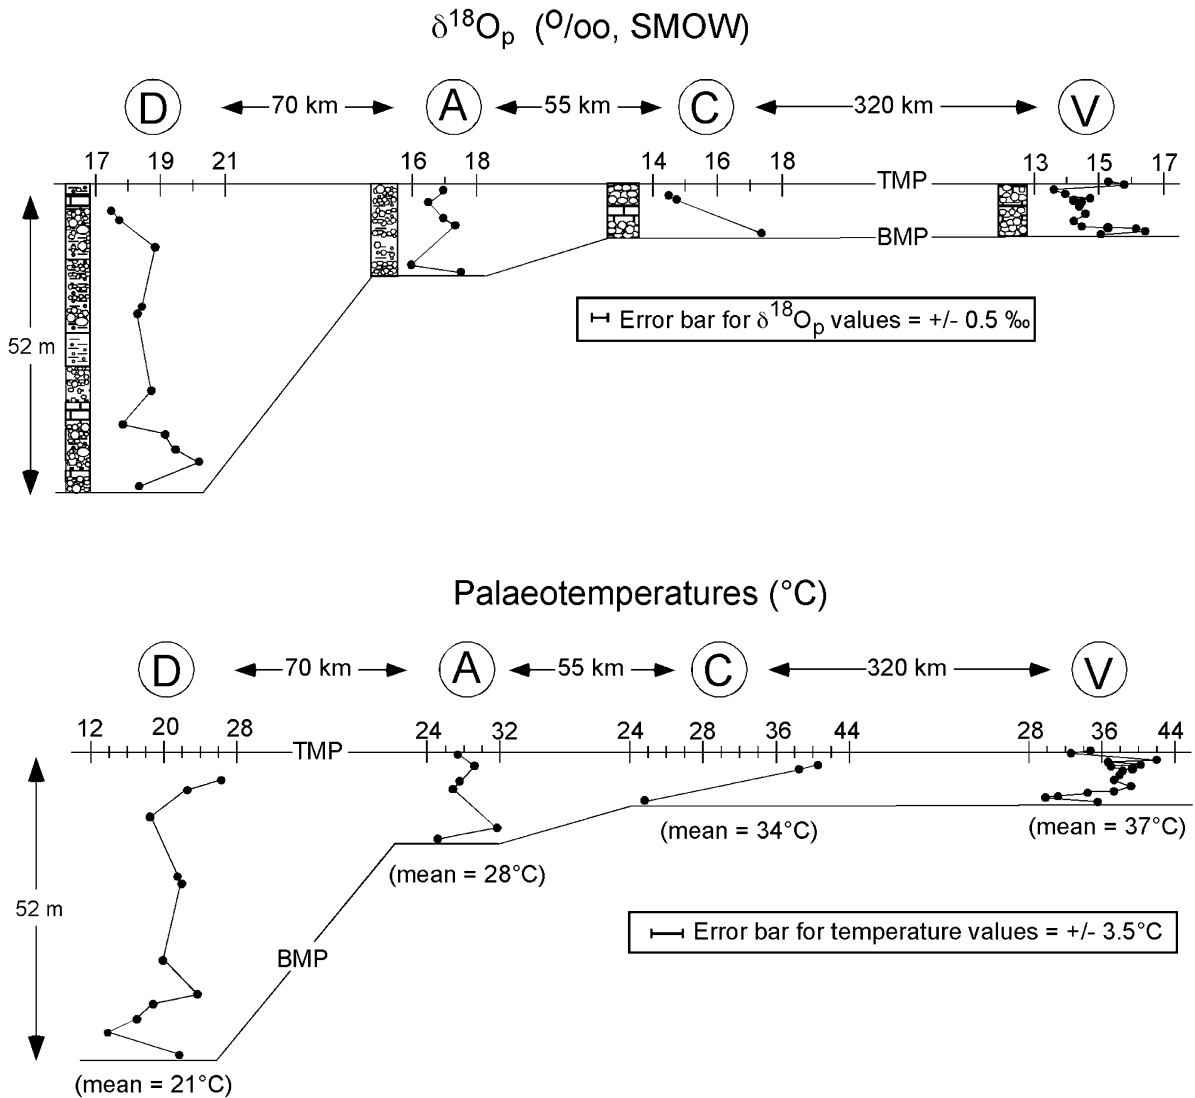 δ18Op (o/oo, SMOW)
D 70 km A 55 km C 320 km V
17 19 21 16 18 14 16 18 13 15 17
TMP
BMP
52 m
Error bar for δ18Op values = +/- 0.5 ‰
Palaeotemperatures (°C)
D 70 km A 55 km C 320 km V
12 20 28 24 32 24 28 36 44 28 36 44
TMP
(mean = 34°C) (mean = 37°C)
(mean = 28°C)
52 m
Error bar for temperature values = +/- 3.5°C
BMP
(mean = 21°C)